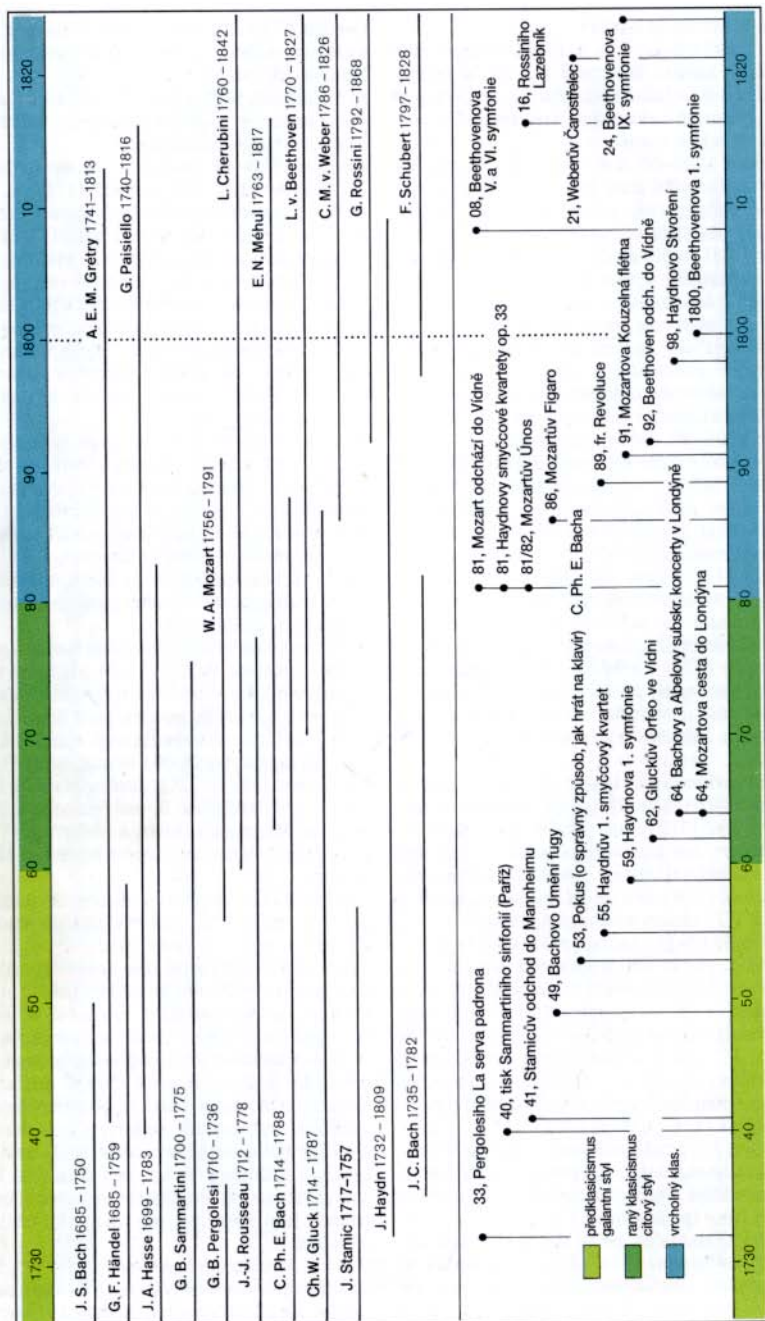 1730 40 50 60 70 80 90 1800 10 1820
J. S. Bach 1685 – 1750
A. E. M. Grétry 1741–1813
G. F. Händel 1685 – 1759
G. Paisiello 1740–1816
J. A. Hasse 1699 – 1783
G. B. Sammartini 1700 – 1775
G. B. Pergolesi 1710 – 1736
W. A. Mozart 1756 – 1791
L. Cherubini 1760 – 1842
J.-J. Rousseau 1712 – 1778
E. N. Méhul 1763 – 1817
C. Ph. E. Bach 1714 – 1788
L. v. Beethoven 1770 – 1827
Ch.W. Gluck 1714 – 1787
C. M. v. Weber 1786 – 1826
J. Stamic 1717–1757
G. Rossini 1792 – 1868
J. Haydn 1732 – 1809
J. C. Bach 1735 – 1782
F. Schubert 1797 – 1828
33, Pergolesiho La serva padrona
81, Mozart odchází do Vídně
08, Beethovenova
V. a VI. symfonie
40, tisk Sammartiniho sinfonií (Paříž)
81, Haydnovy smyčcové kvartety op. 33
41, Stamicův odchod do Mannheimu
81/82, Mozartův Únos
16, Rossiniho
Lazebník
49, Bachovo Umění fugy
86, Mozartův Figaro
53, Pokus (o správný způsob, jak hrát na klavír) C. Ph. E. Bacha
21, Weberův Čarostřelec
55, Haydnův 1. smyčcový kvartet
89, fr. Revoluce
24, Beethovenova
IX. symfonie
59, Haydnova 1. symfonie
91, Mozartova Kouzelná flétna
62, Gluckův Orfeo ve Vídni
92, Beethoven odch. do Vídně
64, Bachovy a Abelovy subskr. koncerty v Londýně
98, Haydnovo Stvoření
64, Mozartova cesta do Londýna
1800, Beethovenova 1. symfonie
předklasicismus
galantní styl
raný klasicismus
citový styl
vrcholný klas.
1730 40 50 60 70 80 90 1800 10 1820